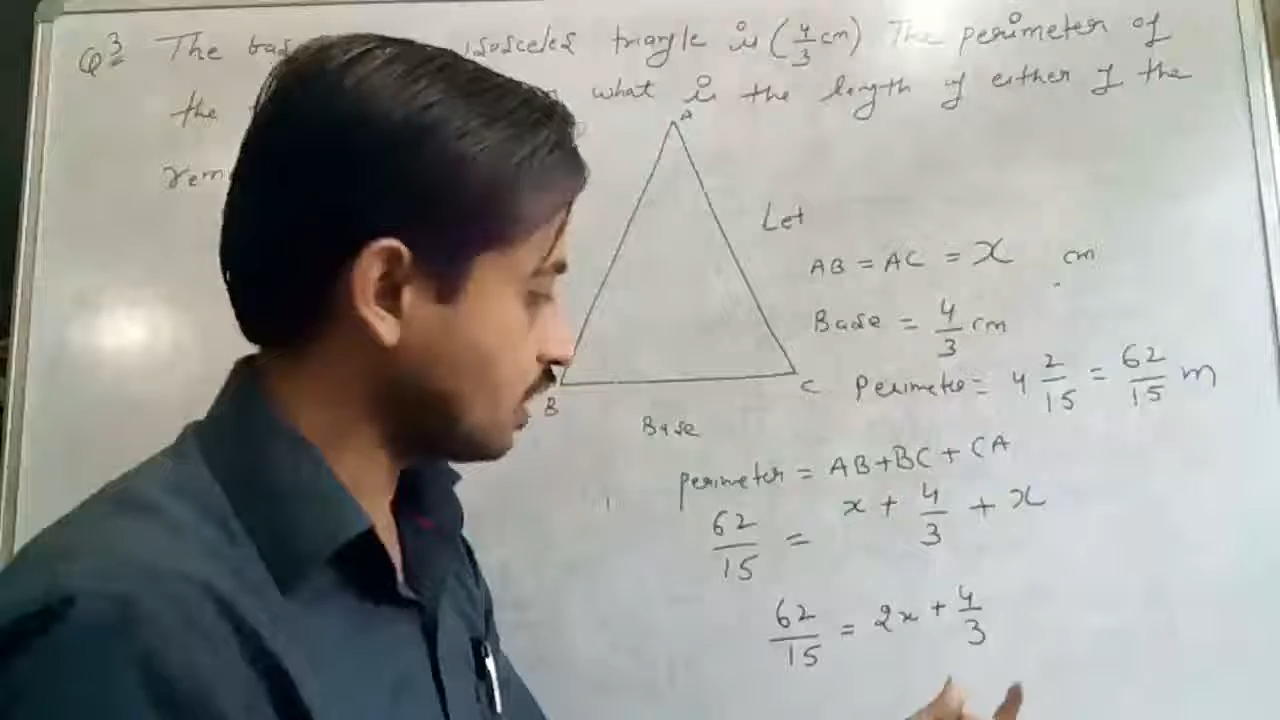 Q3 The isosceles triangle is (4/3 cm) The perimeter of
the what is the length of either of the
A
Let
AB = AC = x cm
Base = 4/3 cm
B
C
Perimeter = 4 2/15 = 62/15 m
Base
perimeter = AB+BC+CA
62/15 = x + 4/3 + x
62/15 = 2x + 4/3